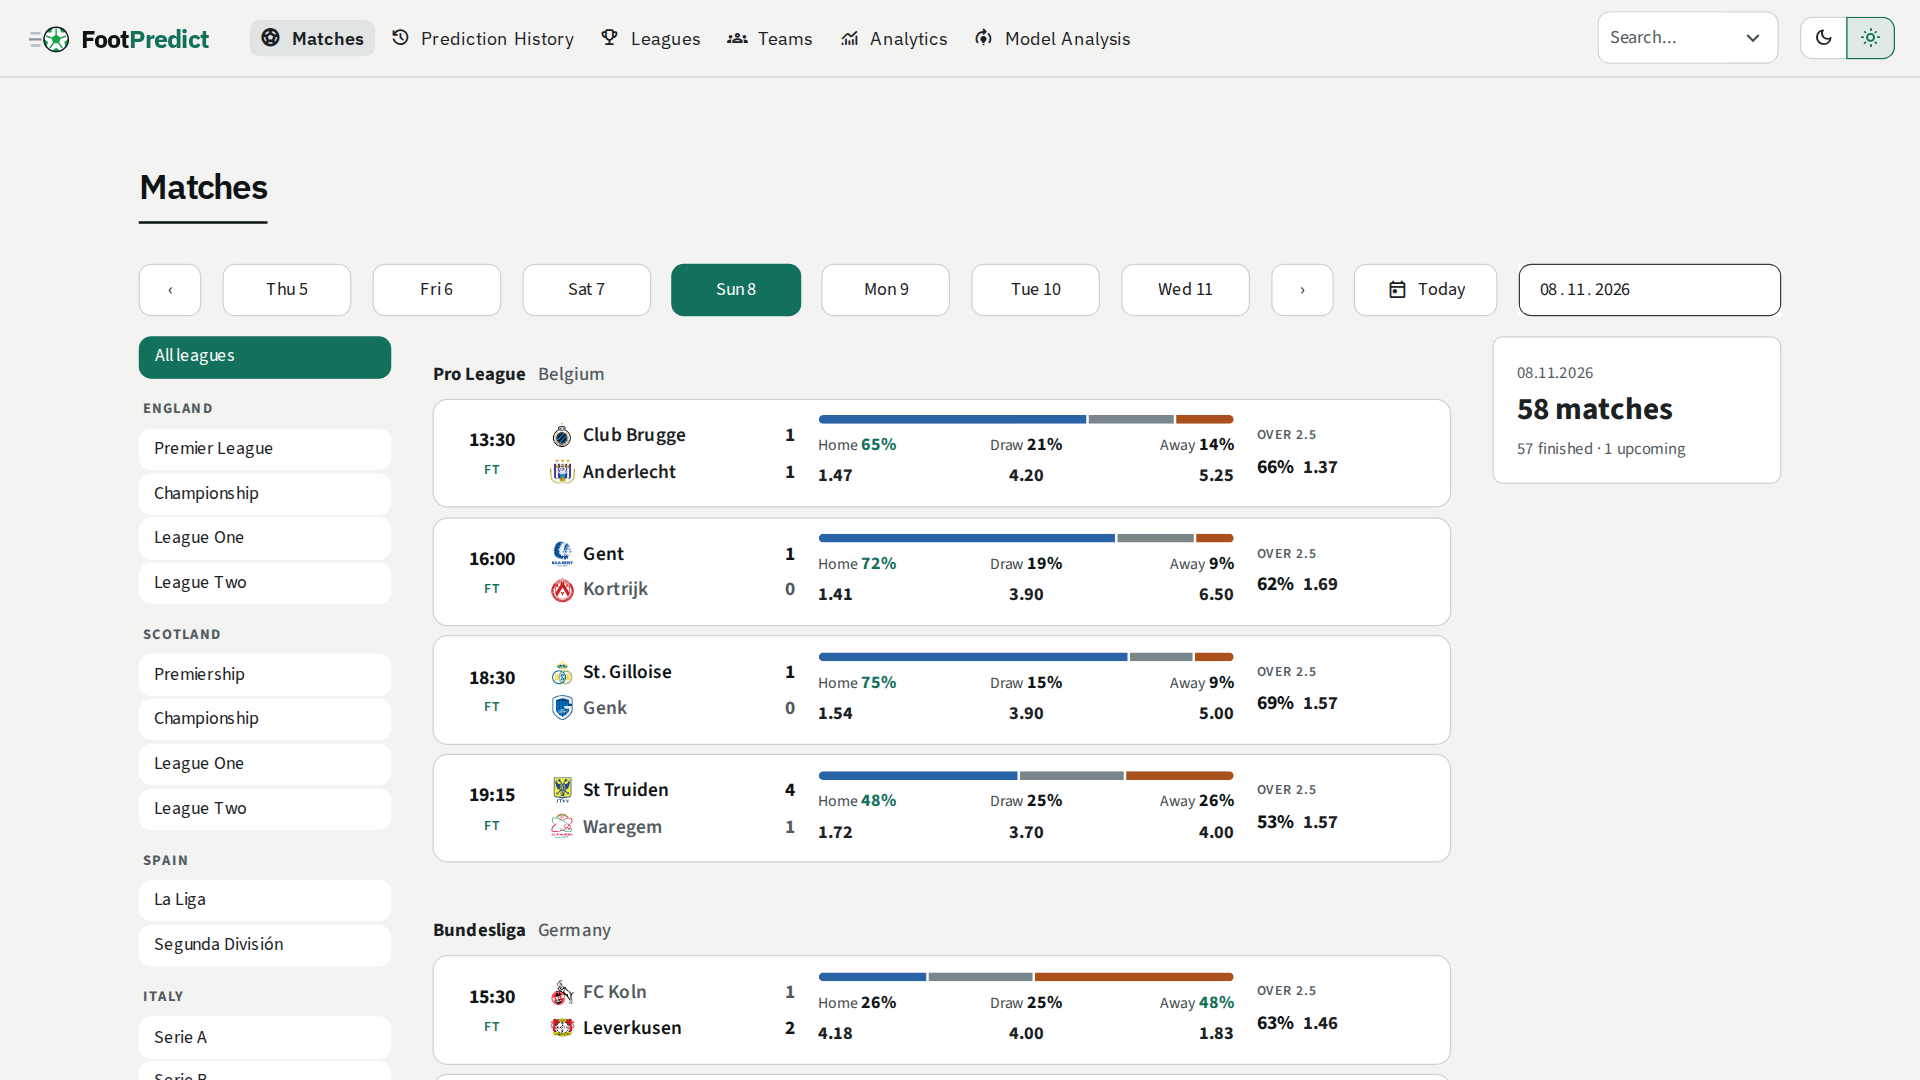 FootPredict
Matches
Prediction History
Leagues
Teams
Analytics
Model Analysis
Search...
Matches
‹
Thu 5
Fri 6
Sat 7
Sun 8
Mon 9
Tue 10
Wed 11
›
Today
08.11.2026
All leagues
ENGLAND
Premier League
Championship
League One
League Two
SCOTLAND
Premiership
Championship
League One
League Two
SPAIN
La Liga
Segunda División
ITALY
Serie A
Serie B
Pro League Belgium
13:30
FT
Club Brugge 1
Anderlecht 1
Home 65% Draw 21% Away 14%
1.47 4.20 5.25
OVER 2.5
66% 1.37
16:00
FT
Gent 1
Kortrijk 0
Home 72% Draw 19% Away 9%
1.41 3.90 6.50
OVER 2.5
62% 1.69
18:30
FT
St. Gilloise 1
Genk 0
Home 75% Draw 15% Away 9%
1.54 3.90 5.00
OVER 2.5
69% 1.57
19:15
FT
St Truiden 4
Waregem 1
Home 48% Draw 25% Away 26%
1.72 3.70 4.00
OVER 2.5
53% 1.57
Bundesliga Germany
15:30
FT
FC Koln 1
Leverkusen 2
Home 26% Draw 25% Away 48%
4.18 4.00 1.83
OVER 2.5
63% 1.46
08.11.2026
58 matches
57 finished · 1 upcoming